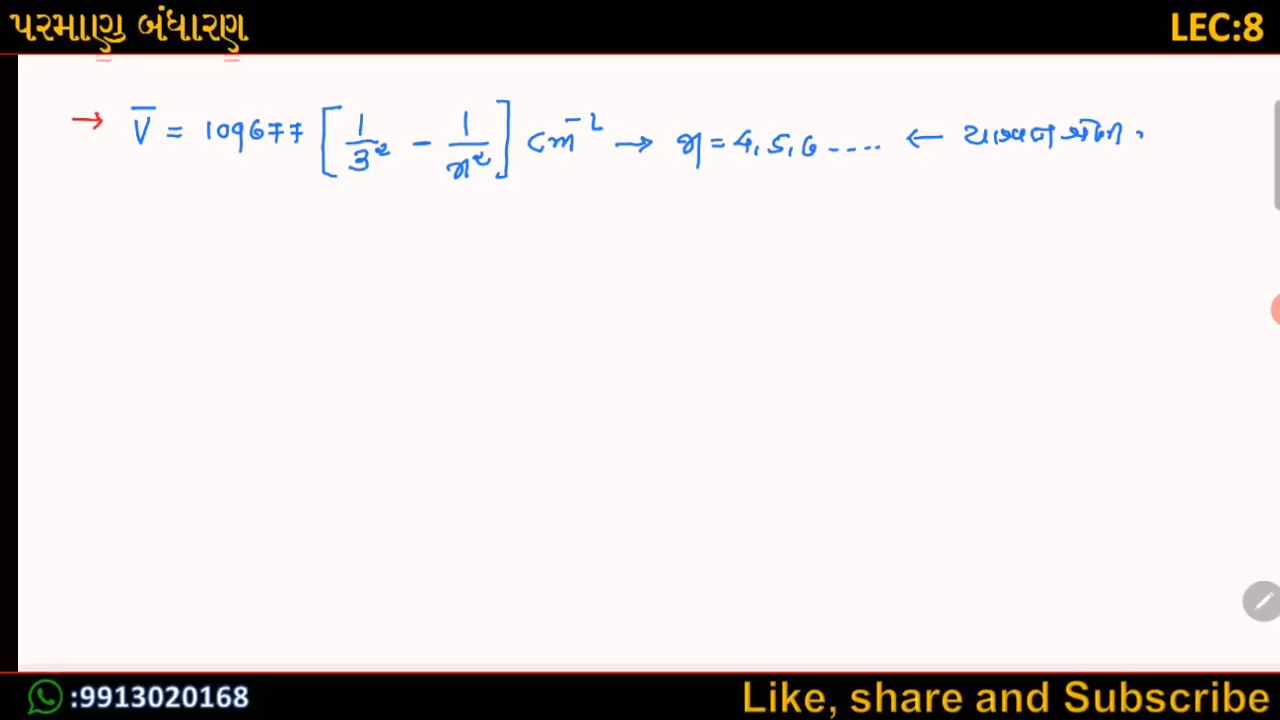 પરમાણુ બંધારણ
LEC:8
→ V̅ = 109677 [1/3² - 1/n²] cm⁻¹ → n = 4,5,6 .... ←
:9913020168
Like, share and Subscribe